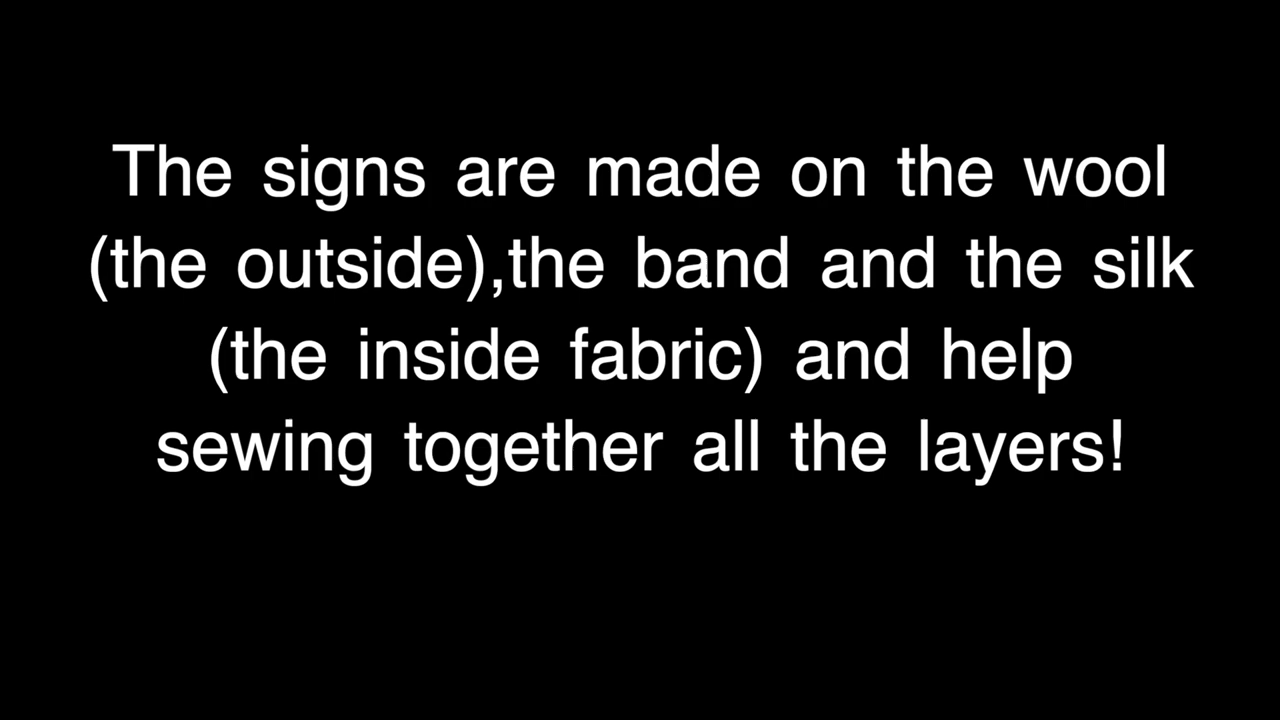 The signs are made on the wool
(the outside),the band and the silk
(the inside fabric) and help
sewing together all the layers!